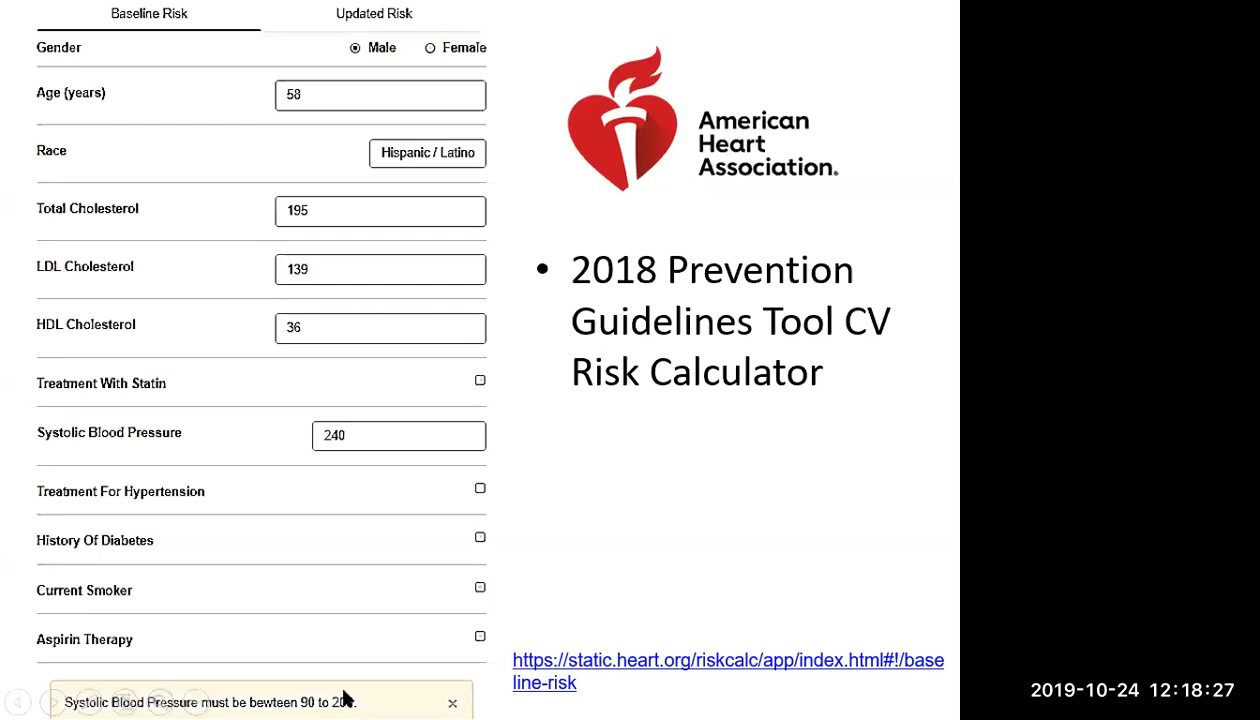 Baseline Risk
Updated Risk
Gender
Male
Female
Age (years)
58
Race
Hispanic / Latino
Total Cholesterol
195
LDL Cholesterol
139
HDL Cholesterol
36
Treatment With Statin
Systolic Blood Pressure
240
Treatment For Hypertension
History Of Diabetes
Current Smoker
Aspirin Therapy
Systolic Blood Pressure must be bewteen 90 to
×
American
Heart
Association.
• 2018 Prevention
Guidelines Tool CV
Risk Calculator
https://static.heart.org/riskcalc/app/index.html#!/base
line-risk
2019-10-24 12:18:27